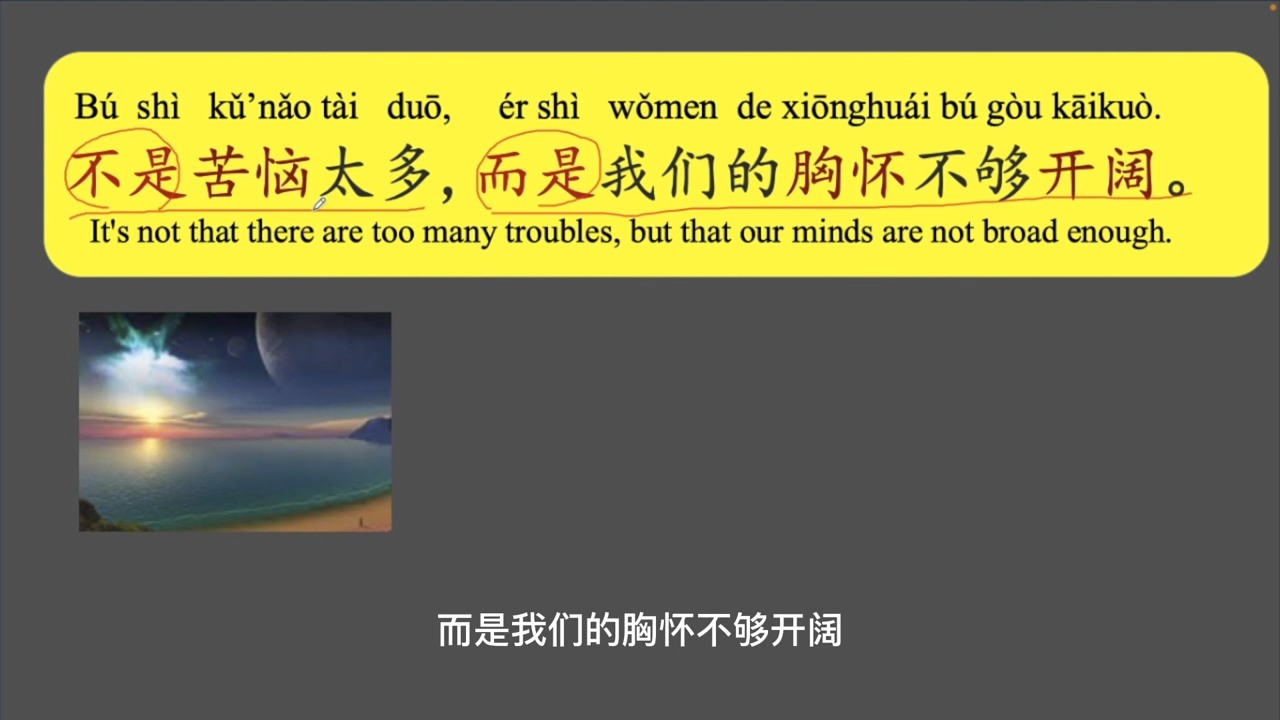 Bú shì kǔ’nǎo tài duō, ér shì wǒmen de xiōnghuái bú gòu kāikuò.
不是苦恼太多，而是我们的胸怀不够开阔。
It's not that there are too many troubles, but that our minds are not broad enough.
而是我们的胸怀不够开阔